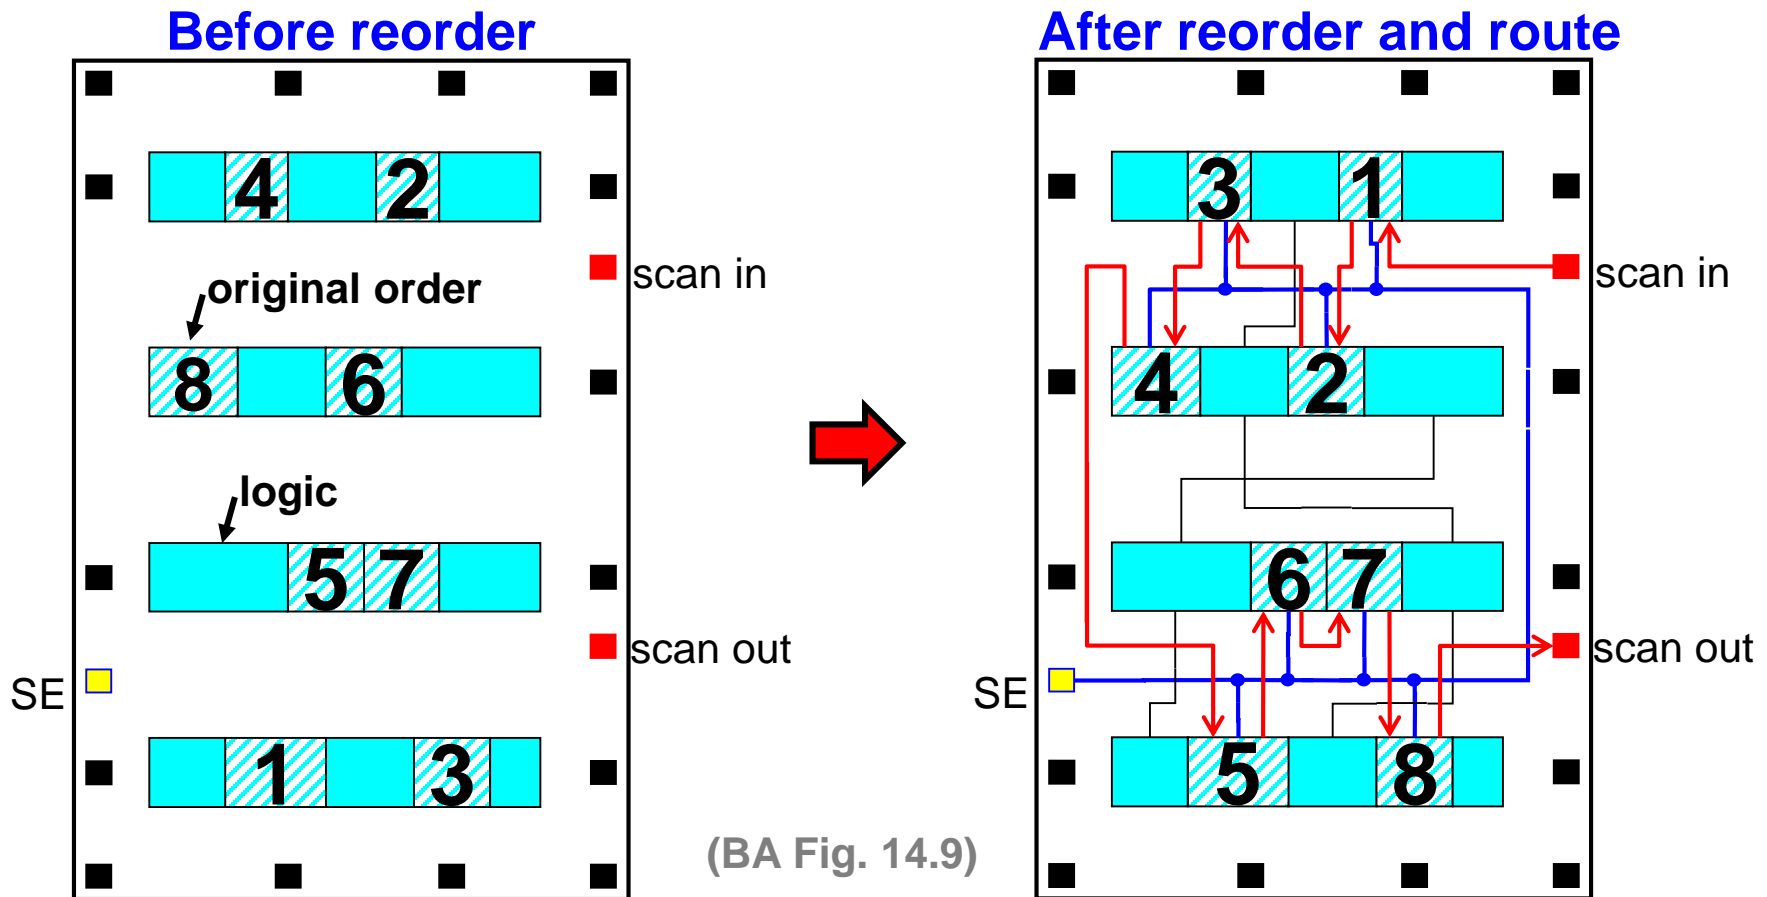 Before reorder
4 2
scan in
original order
8 6
logic
5 7
scan out
SE
1 3
After reorder and route
3 1
scan in
4 2
6 7
scan out
SE
5 8
(BA Fig. 14.9)